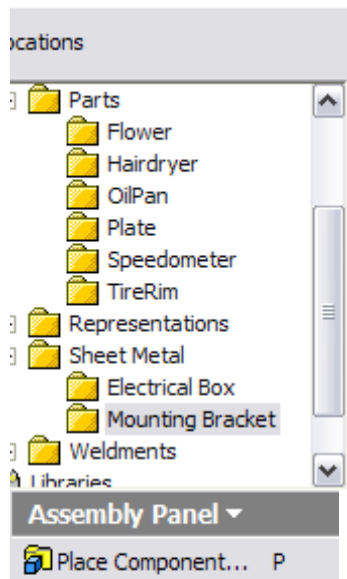 ocations
Parts
Flower
Hairdryer
OilPan
Plate
Speedometer
TireRim
Representations
Sheet Metal
Electrical Box
Mounting Bracket
Weldments
Libraries
Assembly Panel
Place Component... P